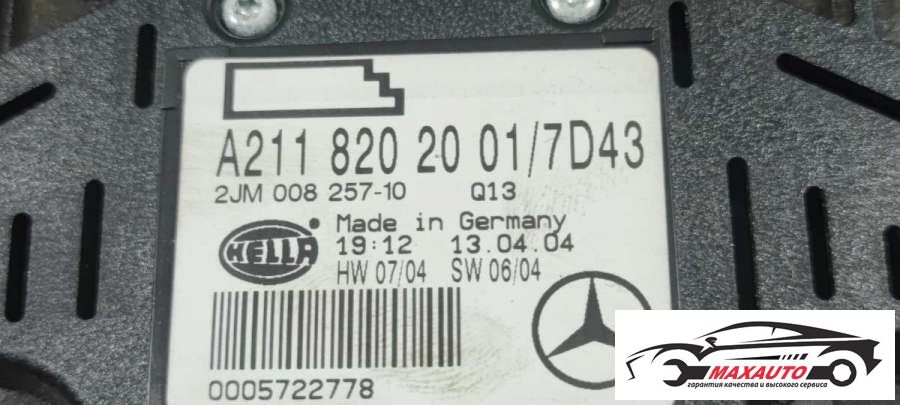 A211 820 20 01/7D43
2JM 008 257-10 Q13
HELLA
Made in Germany
19:12 13.04.04
HW 07/04 SW 06/04
0005722778
MAXAUTO
гарантия качества и высокого сервиса